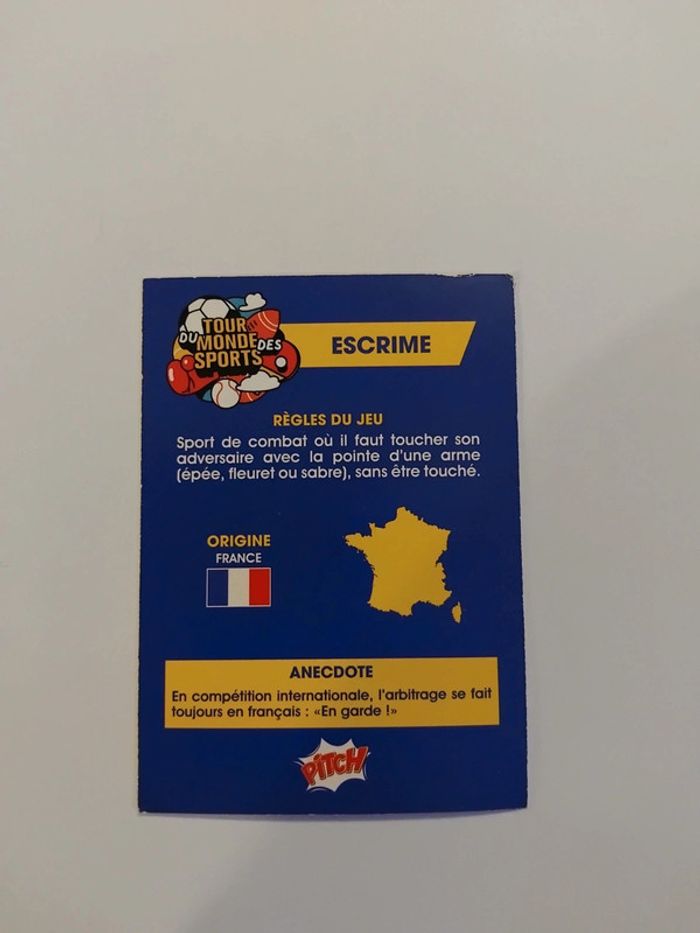 TOUR
DU MONDE DES
SPORTS
ESCRIME
RÈGLES DU JEU
Sport de combat où il faut toucher son
adversaire avec la pointe d'une arme
(épée, fleuret ou sabre), sans être touché.
ORIGINE
FRANCE
ANECDOTE
En compétition internationale, l'arbitrage se fait
toujours en français : «En garde !»
PITCH